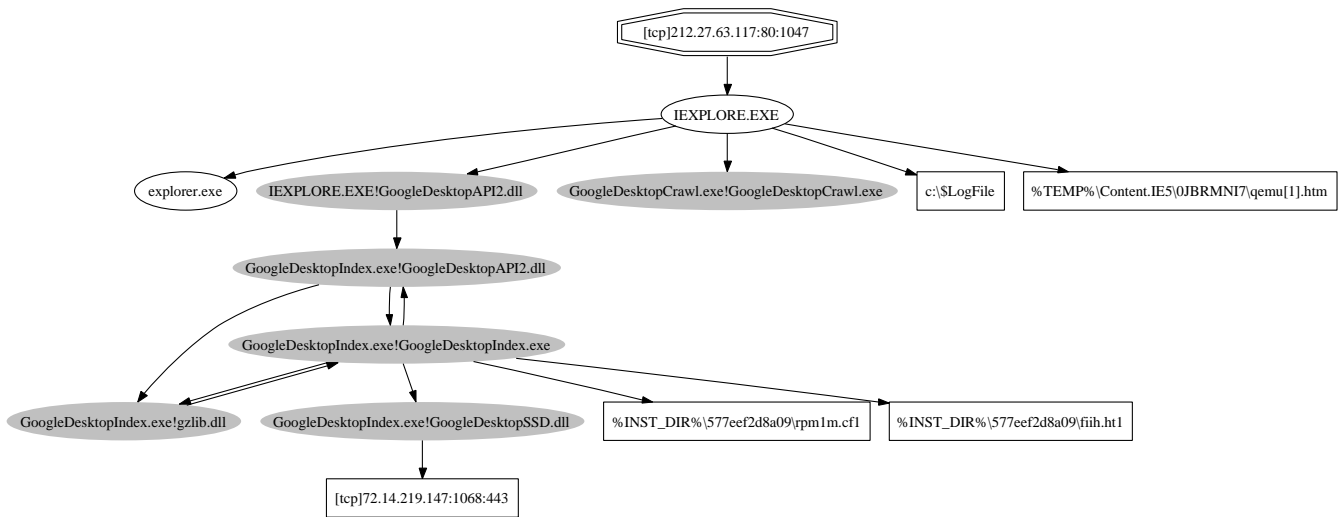 [tcp]212.27.63.117:80:1047
IEXPLORE.EXE
explorer.exe
IEXPLORE.EXE!GoogleDesktopAPI2.dll
GoogleDesktopCrawl.exe!GoogleDesktopCrawl.exe
c:\$LogFile
%TEMP%\Content.IE5\0JBRMNI7\qemu[1].htm
GoogleDesktopIndex.exe!GoogleDesktopAPI2.dll
GoogleDesktopIndex.exe!GoogleDesktopIndex.exe
GoogleDesktopIndex.exe!gzlib.dll
GoogleDesktopIndex.exe!GoogleDesktopSSD.dll
%INST_DIR%\577eef2d8a09\rpm1m.cf1
%INST_DIR%\577eef2d8a09\fiih.ht1
[tcp]72.14.219.147:1068:443